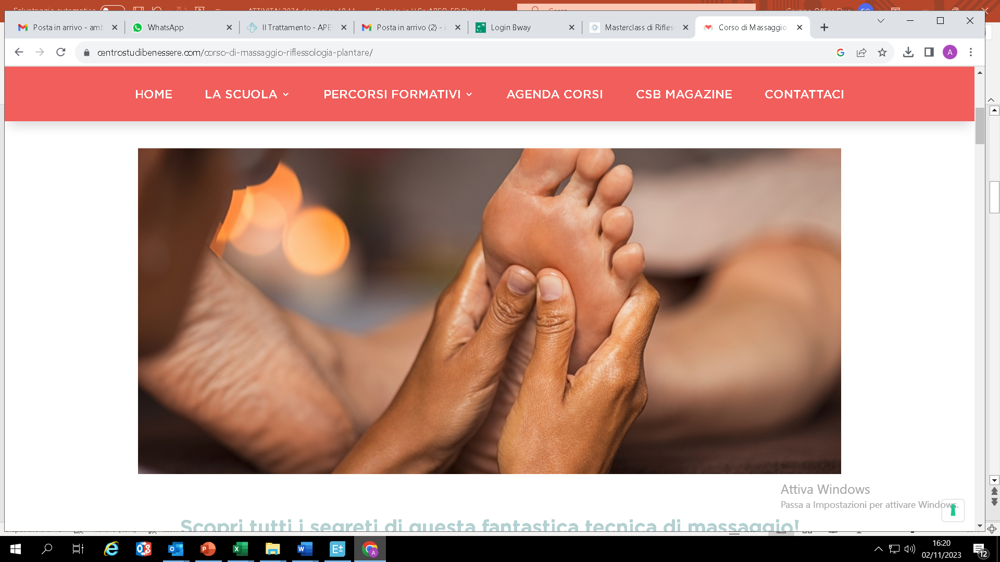 Posta in arrivo - amb
WhatsApp
Il Trattamento - APE
Posta in arrivo (2) - i
Login Bway
Masterclass di Rifles
Corso di Massaggio
centrostudibenessere.com/corso-di-massaggio-riflessologia-plantare/
A
HOME
LA SCUOLA
PERCORSI FORMATIVI
AGENDA CORSI
CSB MAGAZINE
CONTATTACI
Attiva Windows
Passa a Impostazioni per attivare Windows.
Scopri tutti i segreti di questa fantastica tecnica di massaggio!
16:20
02/11/2023
12